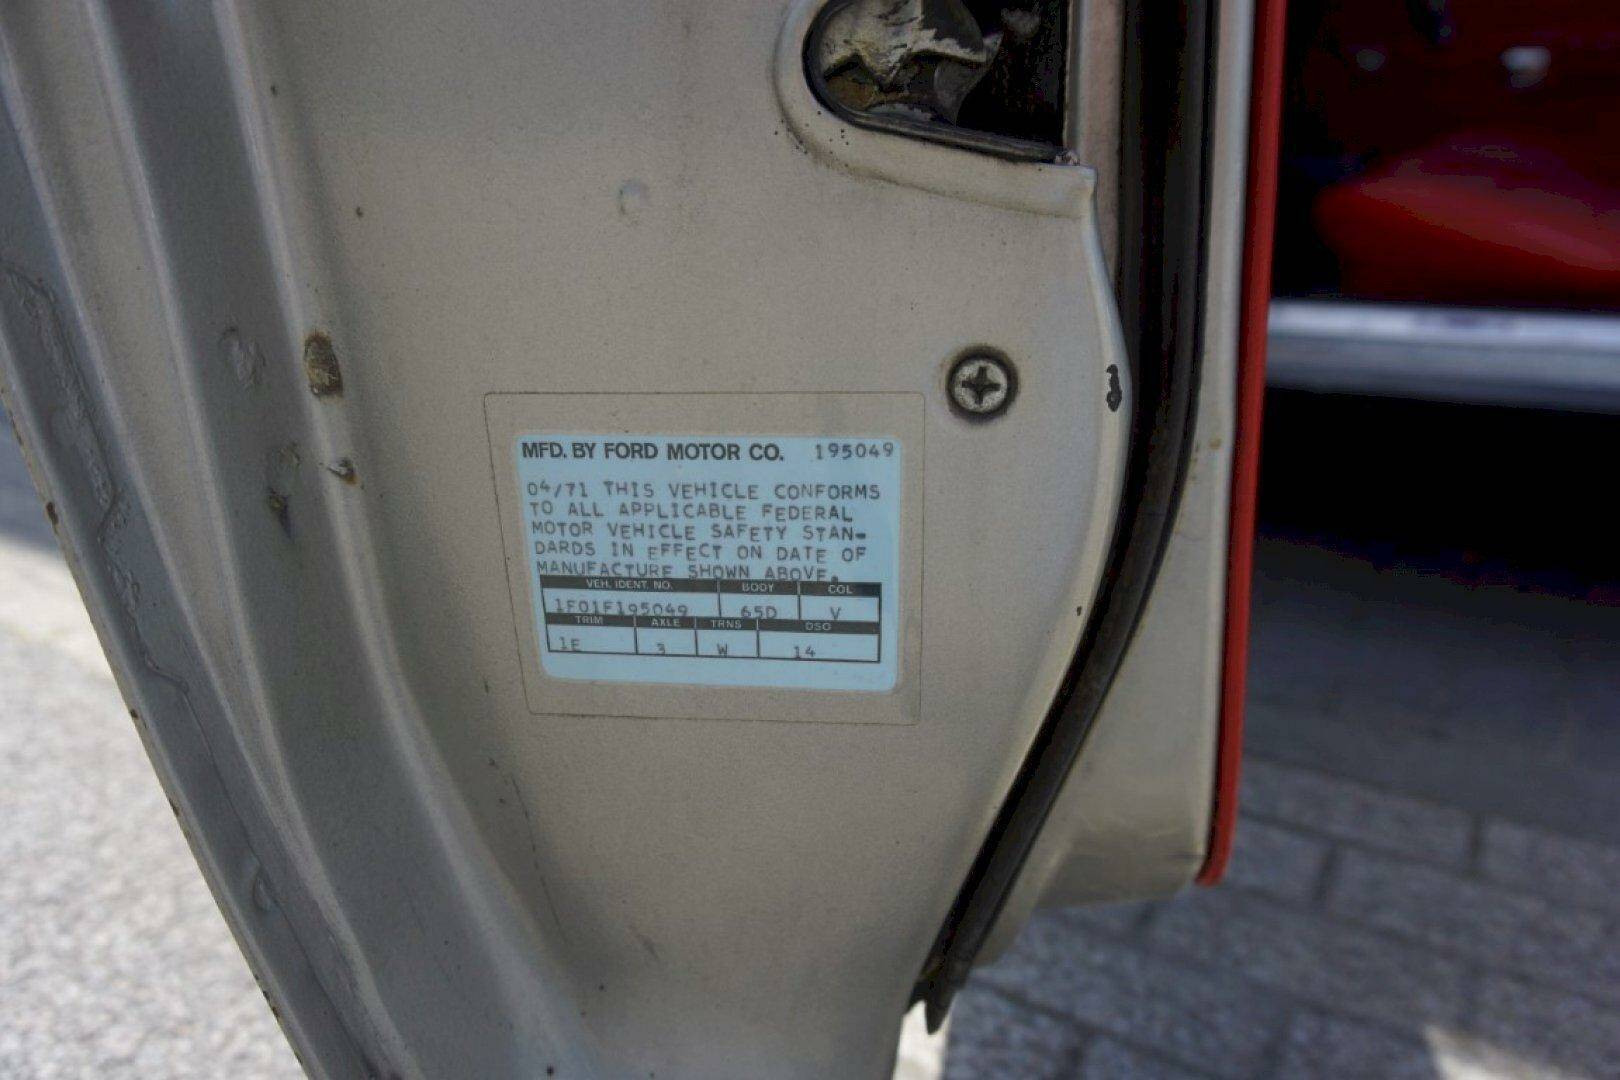 MFD. BY FORD MOTOR CO. 195049
04/71 THIS VEHICLE CONFORMS
TO ALL APPLICABLE FEDERAL
MOTOR VEHICLE SAFETY STAN-
DARDS IN EFFECT ON DATE OF
MANUFACTURE SHOWN ABOVE.
VEH. IDENT. NO. BODY COL
1F01F195049 65D V
TRIM AXLE TRNS DSO
1E 3 W 14